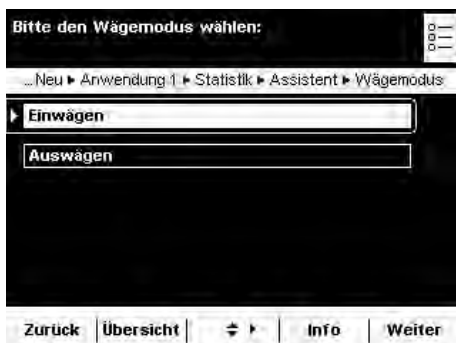 Bitte den Wägemodus wählen:
... Neu ▸ Anwendung 1 ▸ Statistik ▸ Assistent ▸ Wägemodus
Einwägen
Auswägen
Zurück Übersicht Info Weiter